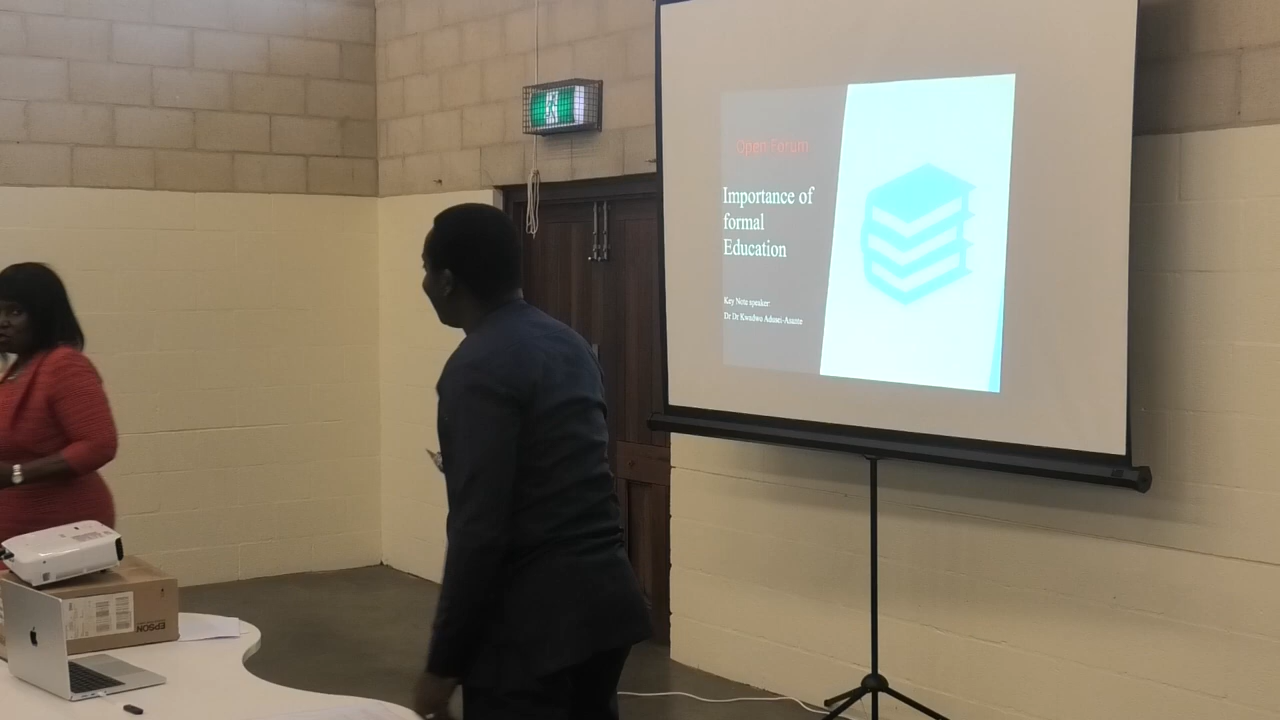 Open Forum
Importance of
formal
Education
Key Note speaker
Dr Dr Kwadwo Adusei-Asante
EPSON